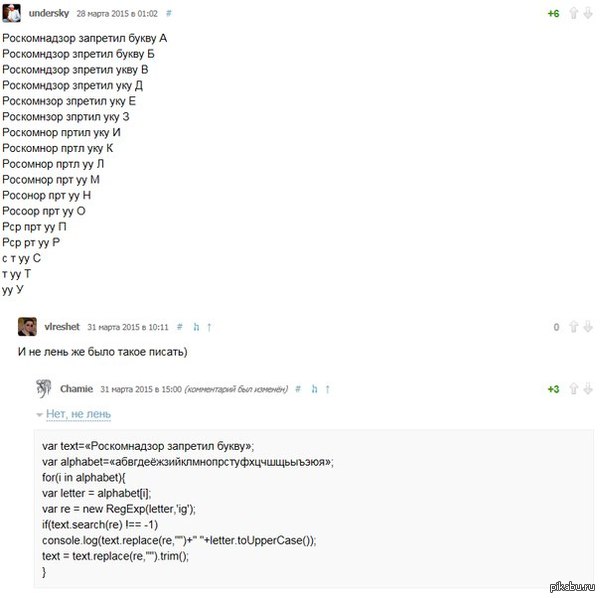 undersky 28 марта 2015 в 01:02 # +6
Роскомнадзор запретил букву А
Роскомндзор зпретил букву Б
Роскомндзор зпретил укву В
Роскомндзор зпретил уку Д
Роскомнзор зпретил уку Е
Роскомнзор зпртил уку З
Роскомнор пртил уку И
Роскомнор пртл уку К
Росомнор пртл уу Л
Росомнор прт уу М
Росонор прт уу Н
Росоор прт уу О
Рср прт уу П
Рср рт уу Р
с т уу С
т уу Т
уу У
vlreshet 31 марта 2015 в 10:11 # h ↑ 0
И не лень же было такое писать)
Chamie 31 марта 2015 в 15:00 (комментарий был изменён) # h ↑ +3
Нет, не лень
var text=«Роскомнадзор запретил букву»;
var alphabet=«абвгдеёжзийклмнопрстуфхцчшщьыъэюя»;
for(i in alphabet){
var letter = alphabet[i];
var re = new RegExp(letter,'ig');
if(text.search(re) !== -1)
console.log(text.replace(re,"")+" "+letter.toUpperCase());
text = text.replace(re,"").trim();
}
piksbu.ru